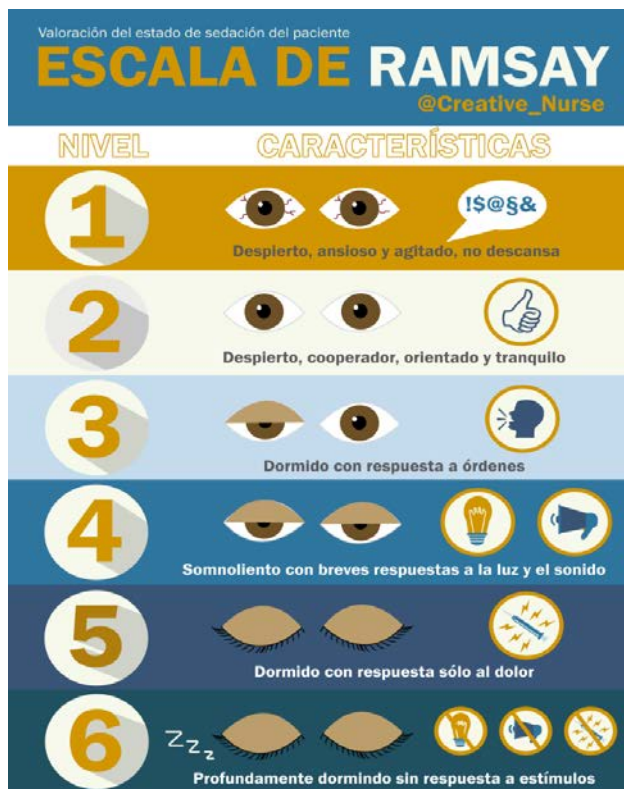 Valoración del estado de sedación del paciente
ESCALA DE RAMSAY
@Creative_Nurse
NIVEL CARACTERÍSTICAS
1
!$@§&
Despierto, ansioso y agitado, no descansa
2
Despierto, cooperador, orientado y tranquilo
3
Dormido con respuesta a órdenes
4
Somnoliento con breves respuestas a la luz y el sonido
5
Dormido con respuesta sólo al dolor
6
Zzz
Profundamente dormindo sin respuesta a estímulos